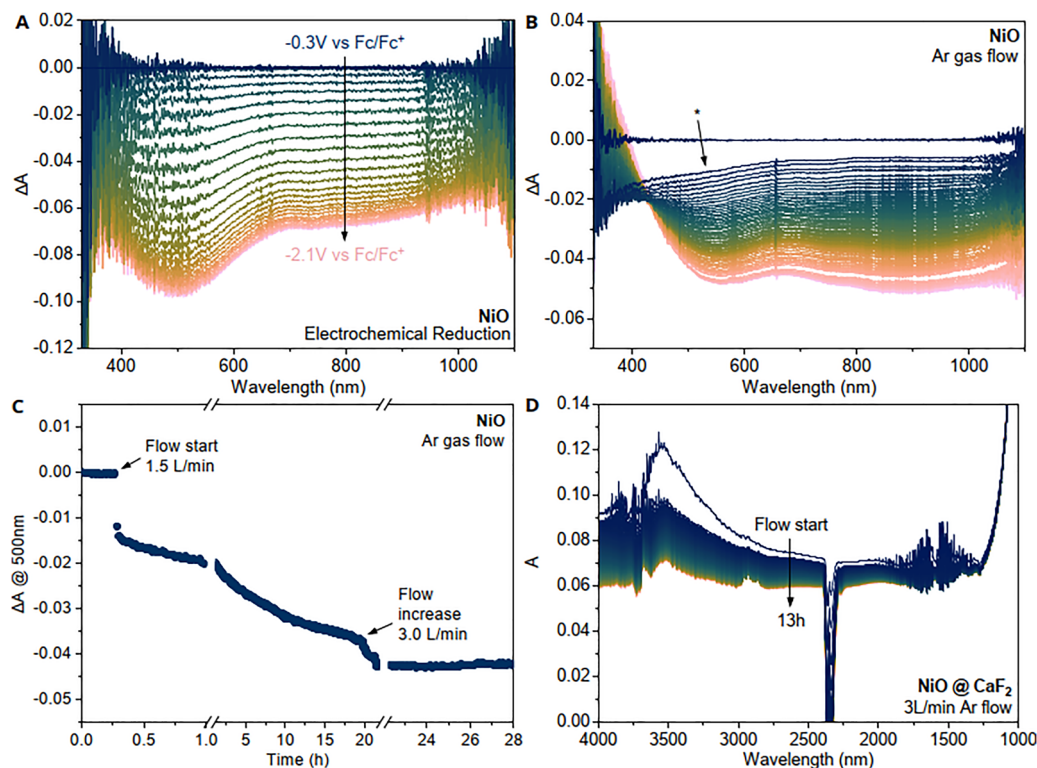 A
0.02
0.00
-0.02
-0.04
-0.06
-0.08
-0.10
-0.12
ΔA
-0.3V vs Fc/Fc⁺
-2.1V vs Fc/Fc⁺
NiO
Electrochemical Reduction
400
600
800
1000
Wavelength (nm)
B
0.04
0.02
0.00
-0.02
-0.04
-0.06
ΔA
NiO
Ar gas flow
*
400
600
800
1000
Wavelength (nm)
C
0.01
0.00
-0.01
-0.02
-0.03
-0.04
-0.05
ΔA @ 500nm
NiO
Ar gas flow
Flow start
1.5 L/min
Flow
increase
3.0 L/min
0.0
0.5
1.0
5
10
15
20
24
26
28
Time (h)
D
0.14
0.12
0.10
0.08
0.06
0.04
0.02
0.00
A
Flow start
13h
NiO @ CaF₂
3L/min Ar flow
4000
3500
3000
2500
2000
1500
1000
Wavelength (nm)